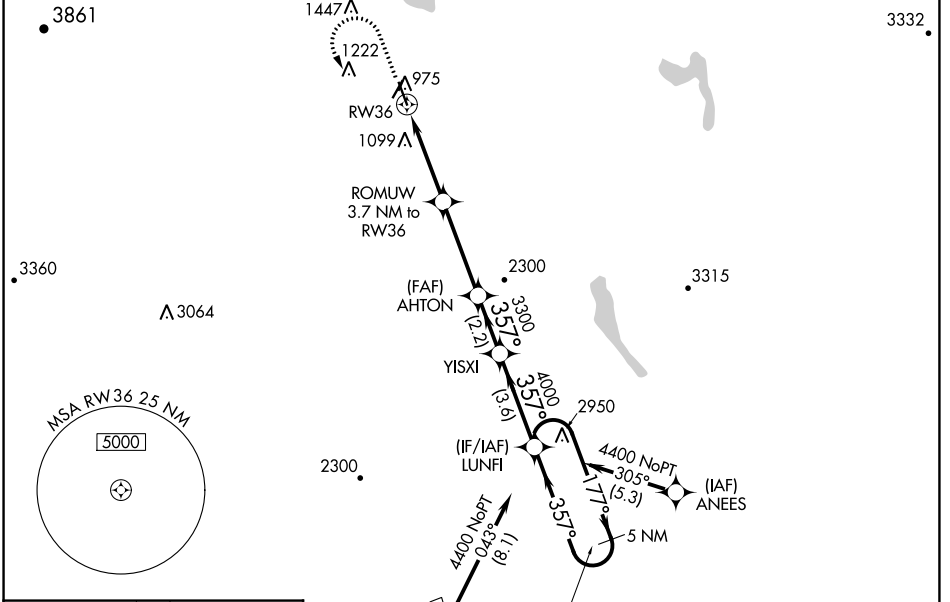 3861
1447
3332
1222
975
RW36
1099
ROMUW
3.7 NM to
RW36
3360
2300
3315
(FAF)
AHTON
3064
3300
357°
(2.2)
YISXI
4000
357°
(3.6)
2950
MSA RW36 25 NM
5000
(IF/IAF)
LUNFI
4400 NoPT
305°
(5.3)
(IAF)
ANEES
2300
177°
357°
5 NM
4400 NoPT
043°
(8.1)